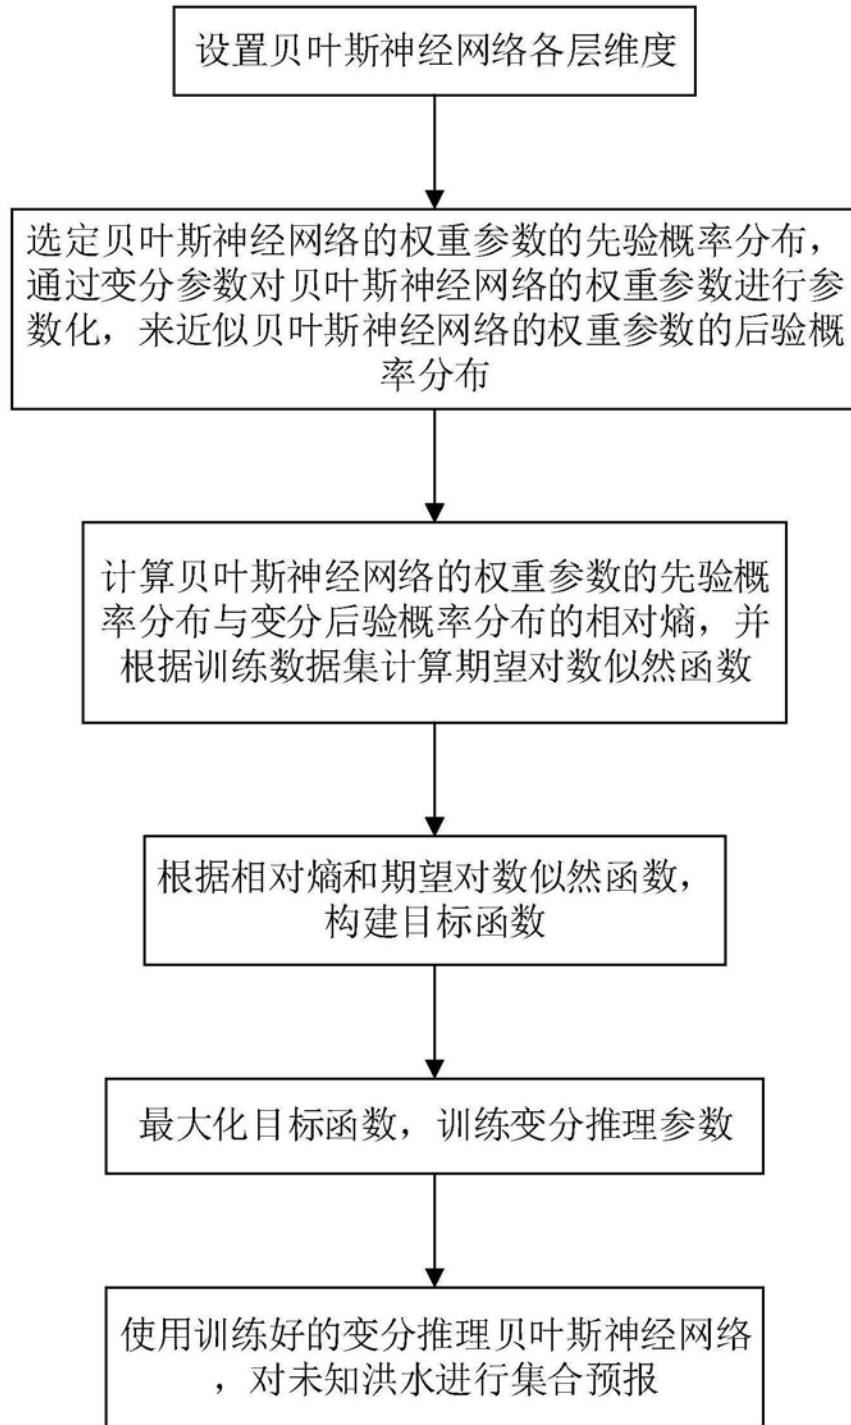 设置贝叶斯神经网络各层维度
选定贝叶斯神经网络的权重参数的先验概率分布，
通过变分参数对贝叶斯神经网络的权重参数进行参
数化，来近似贝叶斯神经网络的权重参数的后验概
率分布
计算贝叶斯神经网络的权重参数的先验概
率分布与变分后验概率分布的相对熵，并
根据训练数据集计算期望对数似然函数
根据相对熵和期望对数似然函数，
构建目标函数
最大化目标函数，训练变分推理参数
使用训练好的变分推理贝叶斯神经网络
，对未知洪水进行集合预报